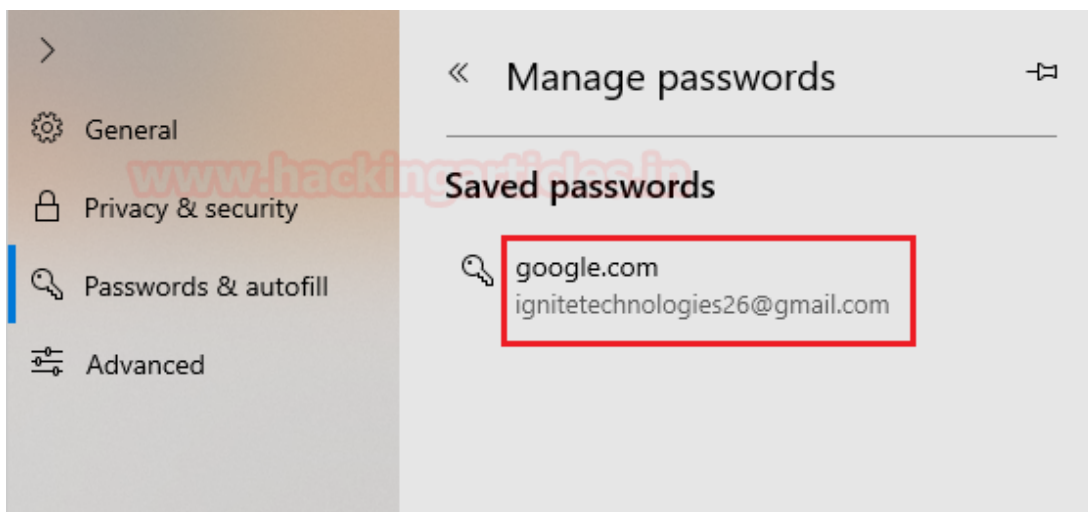 General
Privacy & security
Passwords & autofill
Advanced
Manage passwords
www.hackingarticles.in
Saved passwords
google.com
ignitetechnologies26@gmail.com